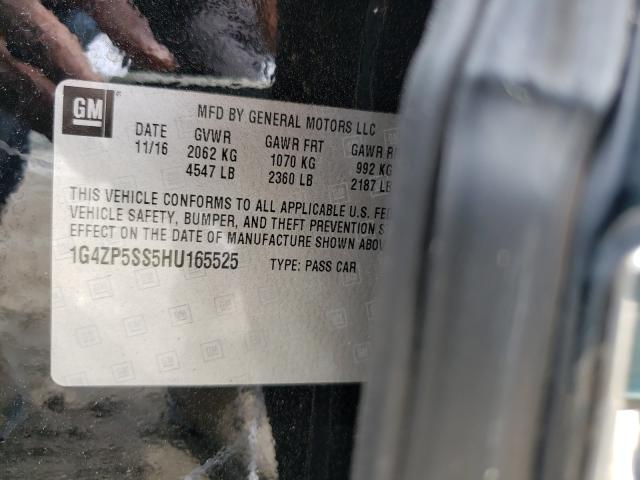 GM
MFD BY GENERAL MOTORS LLC
DATE GVWR GAWR FRT GAWR
11/16 2062 KG 1070 KG 992 KG
4547 LB 2360 LB 2187 LB
THIS VEHICLE CONFORMS TO ALL APPLICABLE U.S.
VEHICLE SAFETY, BUMPER, AND THEFT PREVENTION
EFFECT ON THE DATE OF MANUFACTURE SHOWN
1G4ZP5SS5HU165525 TYPE: PASS CAR